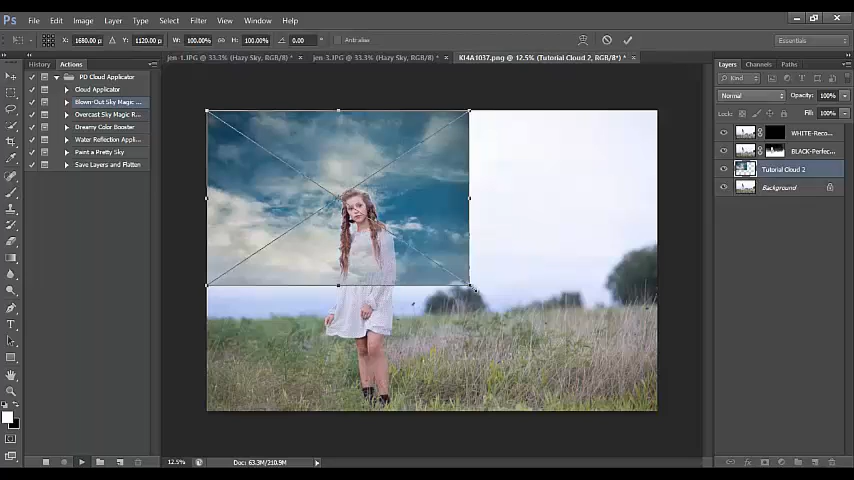 Ps File Edit Image Layer Type Select Filter View Window Help
X: 1680.00 p Y: 1120.00 p W: 100.00% H: 100.00% 0.00 Anti-alias Essentials
jen-1.JPG @ 33.3% (Hazy Sky, RGB/8) * × jen-3.JPG @ 33.3% (Hazy Sky, RGB/8) * × KI4A1037.png @ 12.5% (Tutorial Cloud 2, RGB/8*) * ×
History Actions
PD Cloud Applicator
Cloud Applicator
Blown-Out Sky Magic ...
Overcast Sky Magic R...
Dreamy Color Booster
Water Reflection Appli...
Paint a Pretty Sky
Save Layers and Flatten
Layers Channels Paths
Kind
Normal Opacity: 100%
Lock: Fill: 100%
WHITE-Reco...
BLACK-Perfec...
Tutorial Cloud 2
Background
12.5% Doc: 63.3M/210.9M